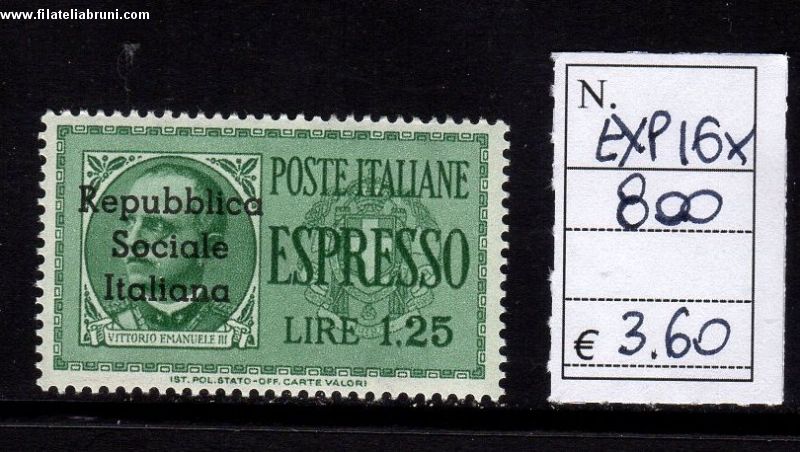 www.filateliabruni.com
POSTE ITALIANE
Repubblica
Sociale
Italiana
ESPRESSO
LIRE 1.25
VITTORIO EMANUELE III
IST. POL. STATO-OFF. CARTE VALORI
N.
EXP16x
800
€ 3.60